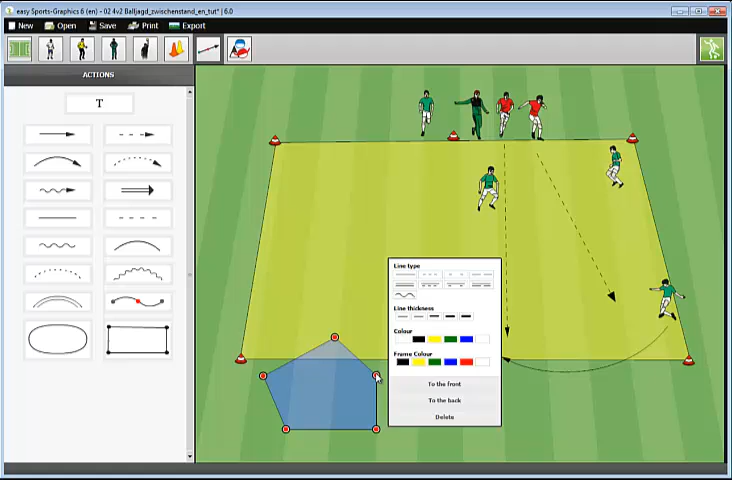 easy Sports-Graphics 6 (en) - 02 4v2 Balljagd_zwischenstand_en_tut* | 6.0
New Open Save Print Export
ACTIONS
T
Line type
Line thickness
Colour
Frame Colour
To the front
To the back
Delete